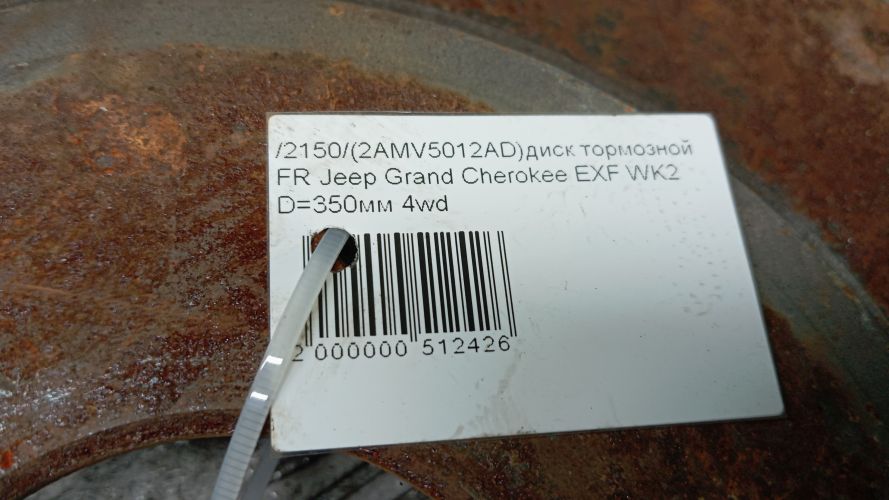 /2150/(2AMV5012AD)диск тормозной
FR Jeep Grand Cherokee EXF WK2
D=350мм 4wd
2 000000 512426